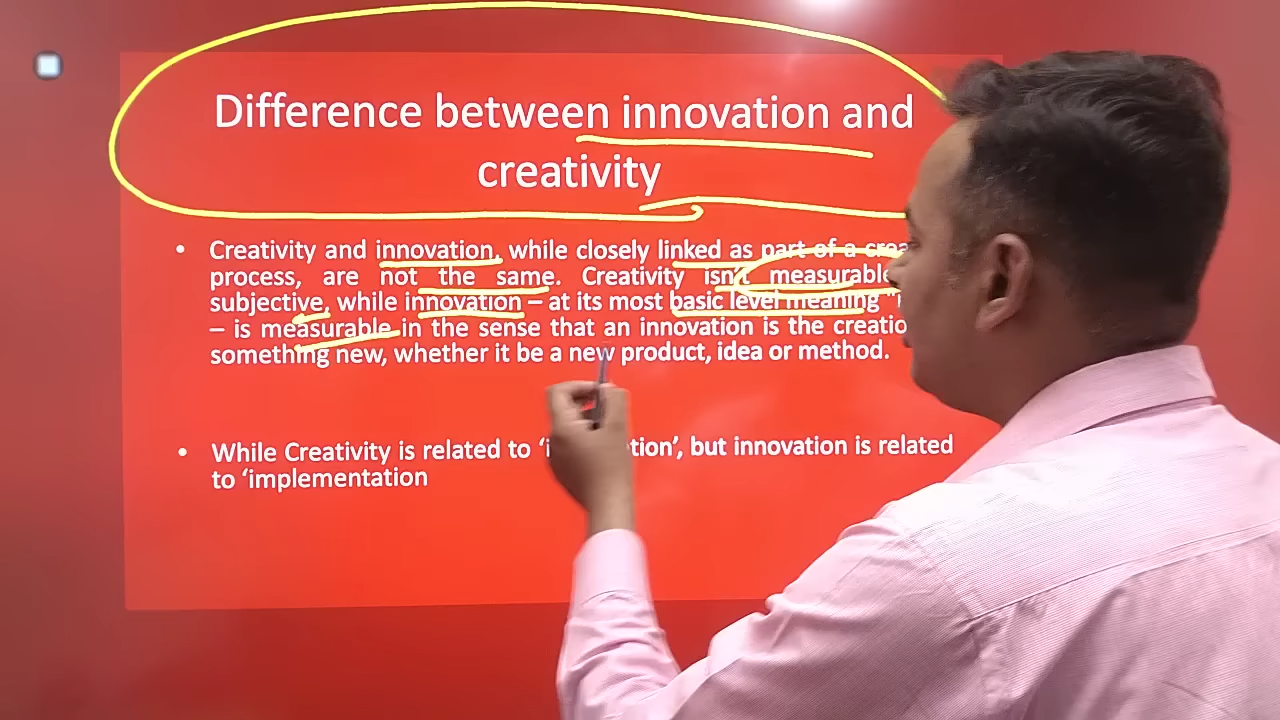 Difference between innovation and
creativity
• Creativity and innovation, while closely linked as part of a
process, are not the same. Creativity isn't measurable
subjective, while innovation – at its most basic level meaning
– is measurable in the sense that an innovation is the
something new, whether it be a new product, idea or method.
• While Creativity is related to ‘ , but innovation is related
to ‘implementation